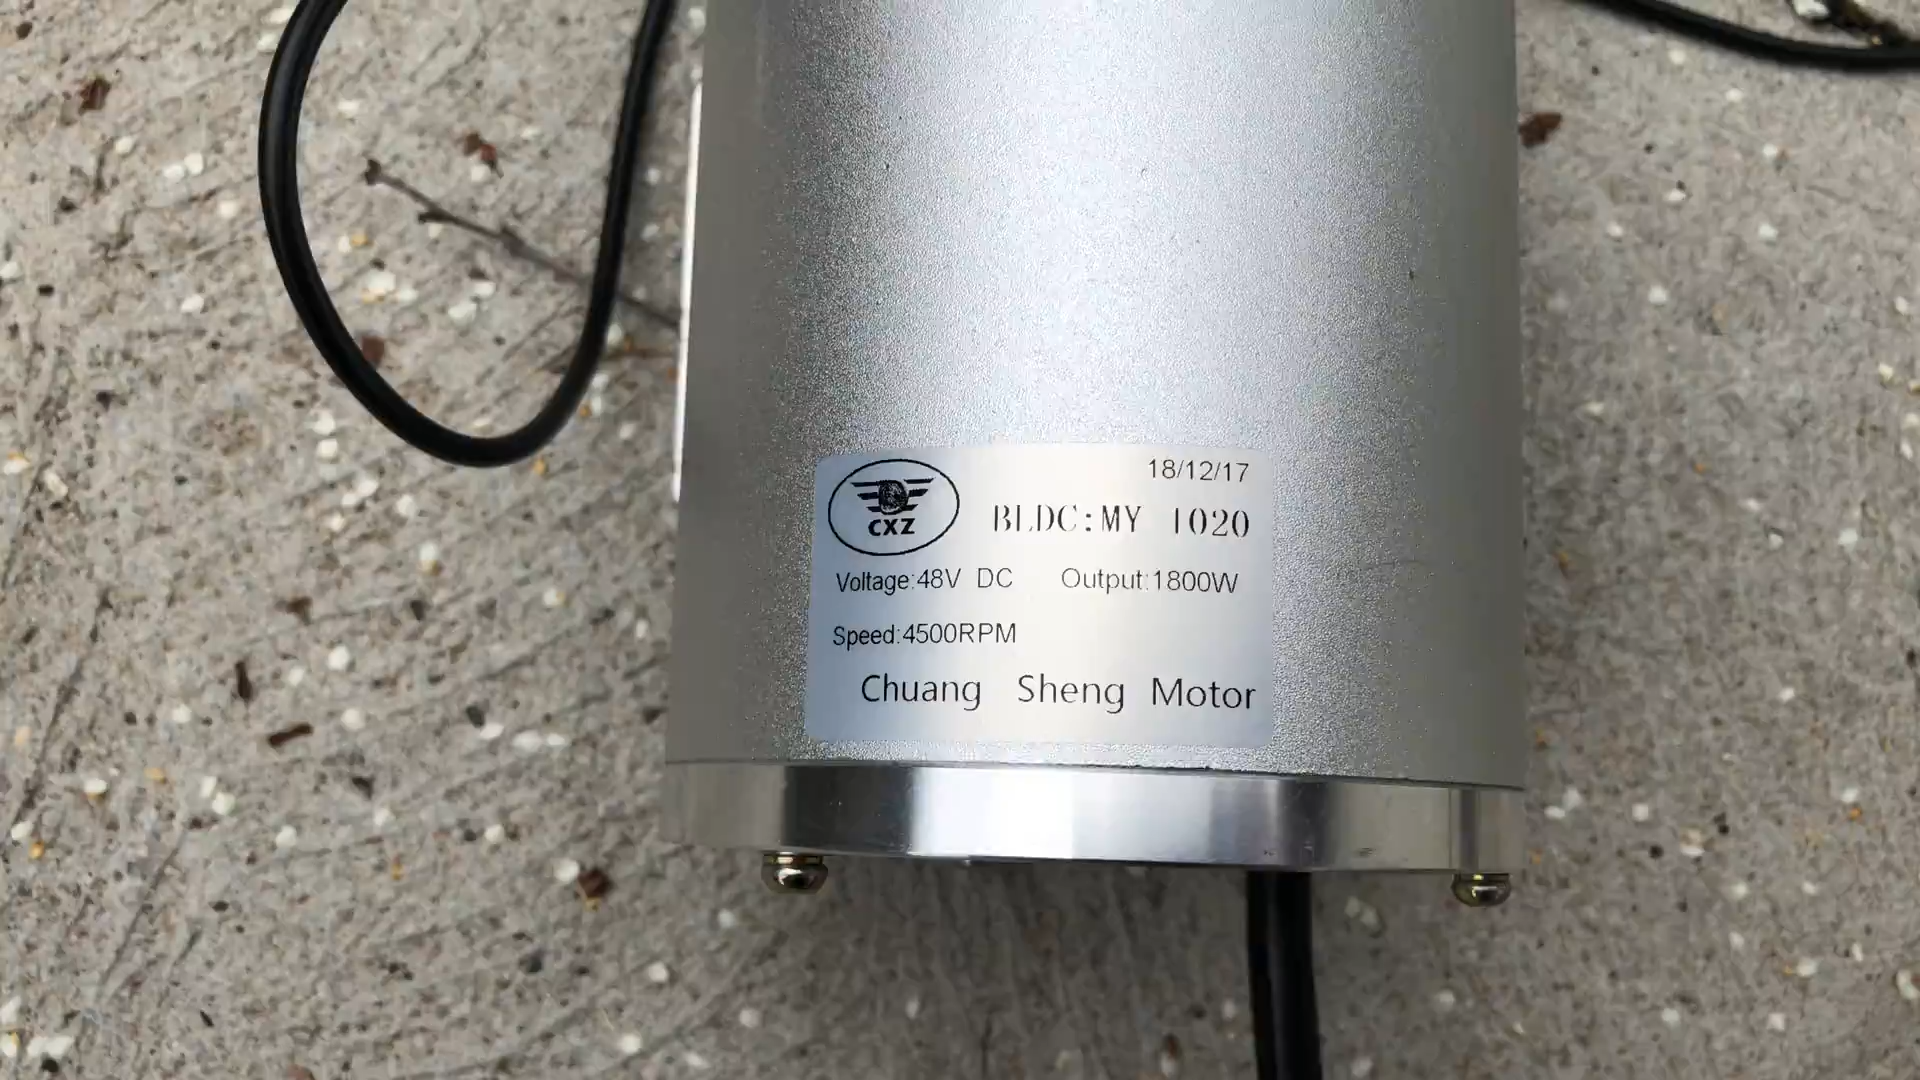 18/12/17
CXZ
BLDC:MY 1020
Voltage:48V DC Output:1800W
Speed:4500RPM
Chuang Sheng Motor